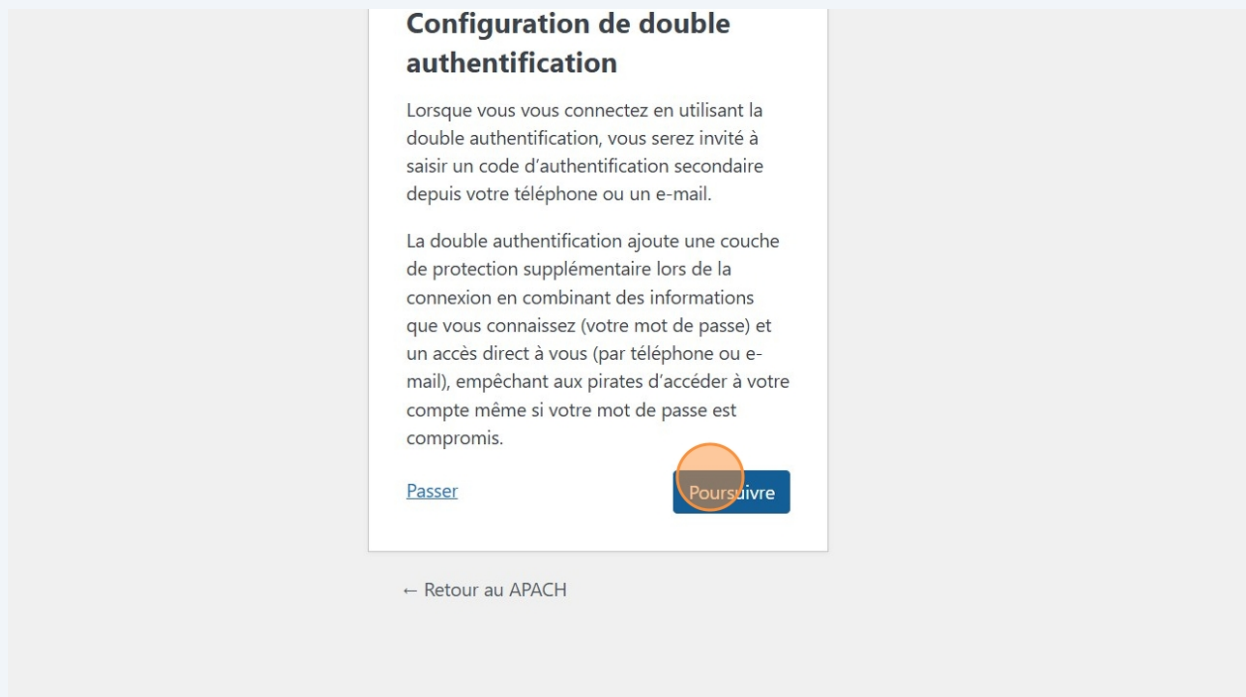 Configuration de double
authentification
Lorsque vous vous connectez en utilisant la
double authentification, vous serez invité à
saisir un code d’authentification secondaire
depuis votre téléphone ou un e-mail.
La double authentification ajoute une couche
de protection supplémentaire lors de la
connexion en combinant des informations
que vous connaissez (votre mot de passe) et
un accès direct à vous (par téléphone ou e-
mail), empêchant aux pirates d’accéder à votre
compte même si votre mot de passe est
compromis.
Passer
Poursuivre
← Retour au APACH